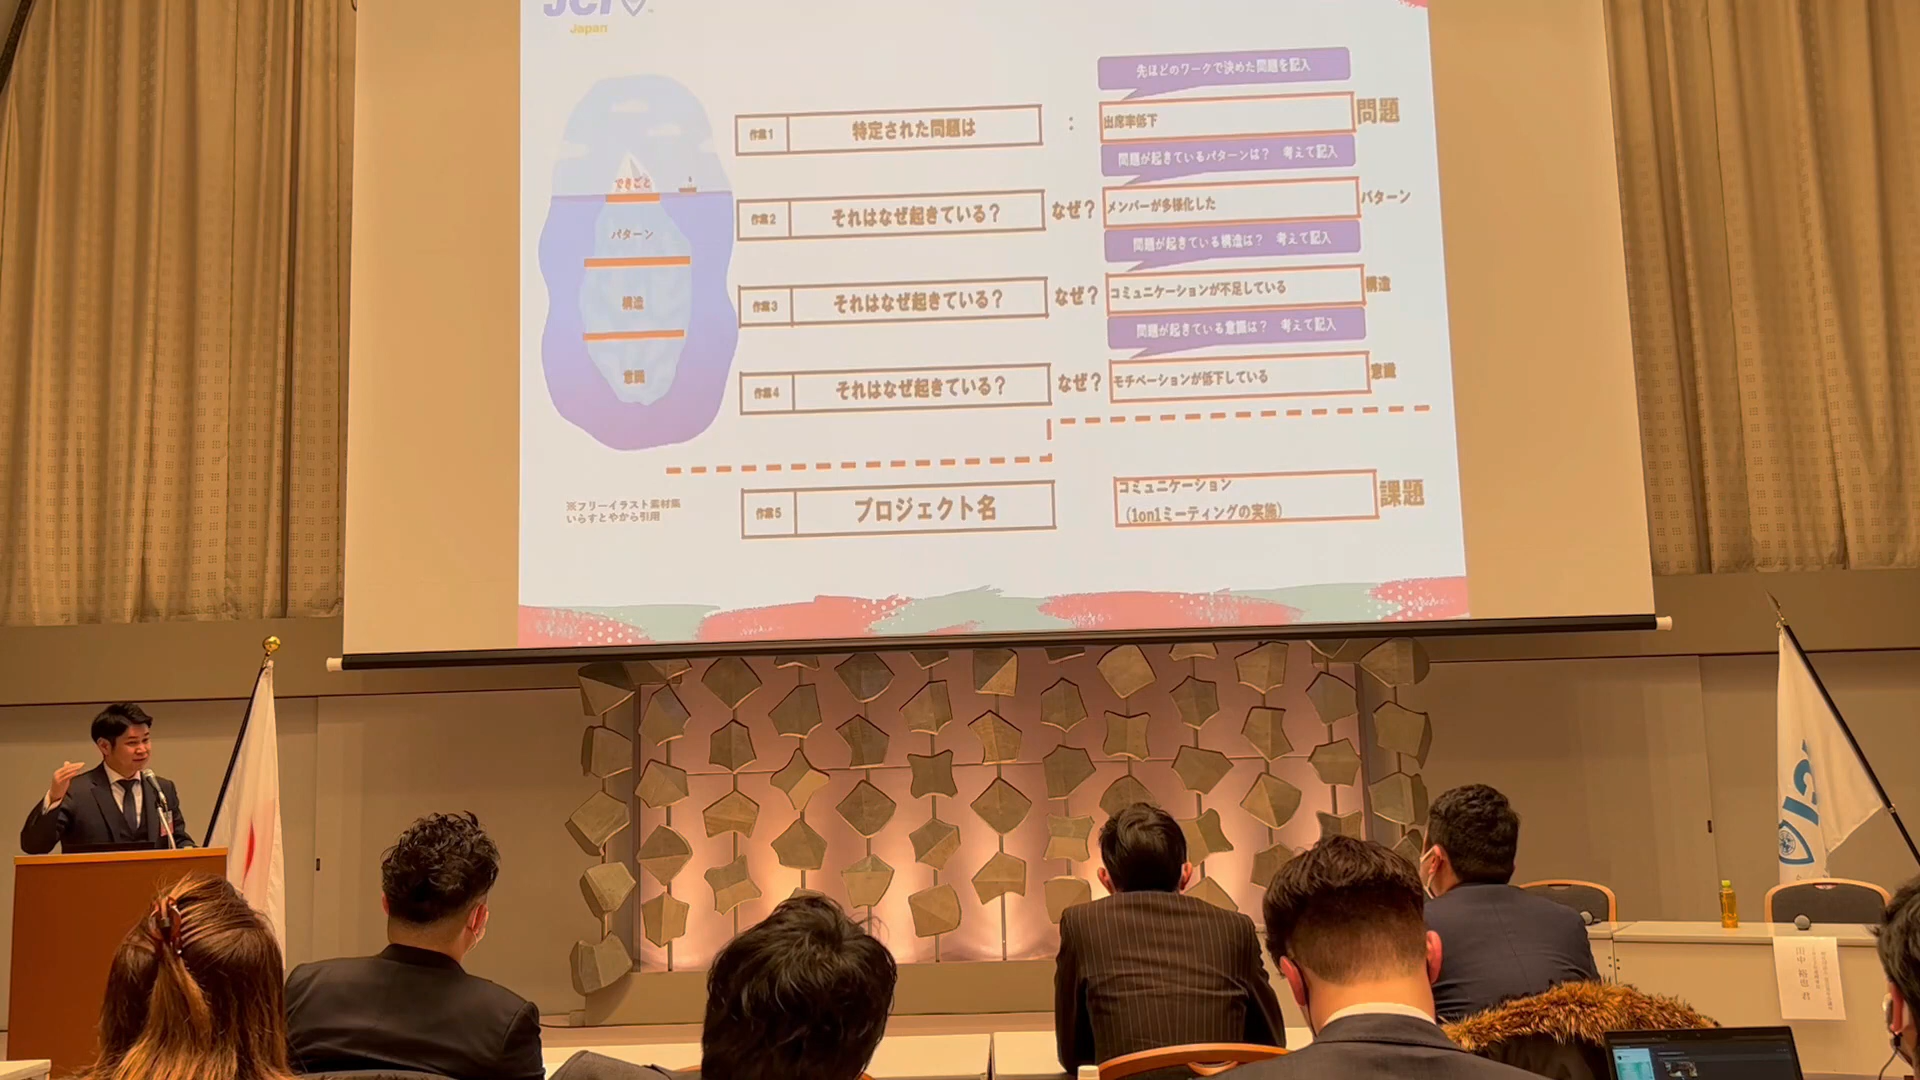 JCI
Japan
先ほどのワークで決めた問題を記入
作業1 特定された問題は : 出席率低下 問題
問題が起きているパターンは? 考えて記入
作業2 それはなぜ起きている? なぜ? メンバーが多様化した パターン
問題が起きている構造は? 考えて記入
作業3 それはなぜ起きている? なぜ? コミュニケーションが不足している 構造
問題が起きている意識は? 考えて記入
作業4 それはなぜ起きている? なぜ? モチベーションが低下している 意識
できごと
パターン
構造
意識
作業5 プロジェクト名
コミュニケーション
(1on1ミーティングの実施)
課題
※フリーイラスト素材集
いらすとやから引用
JCI
田中 裕也 君